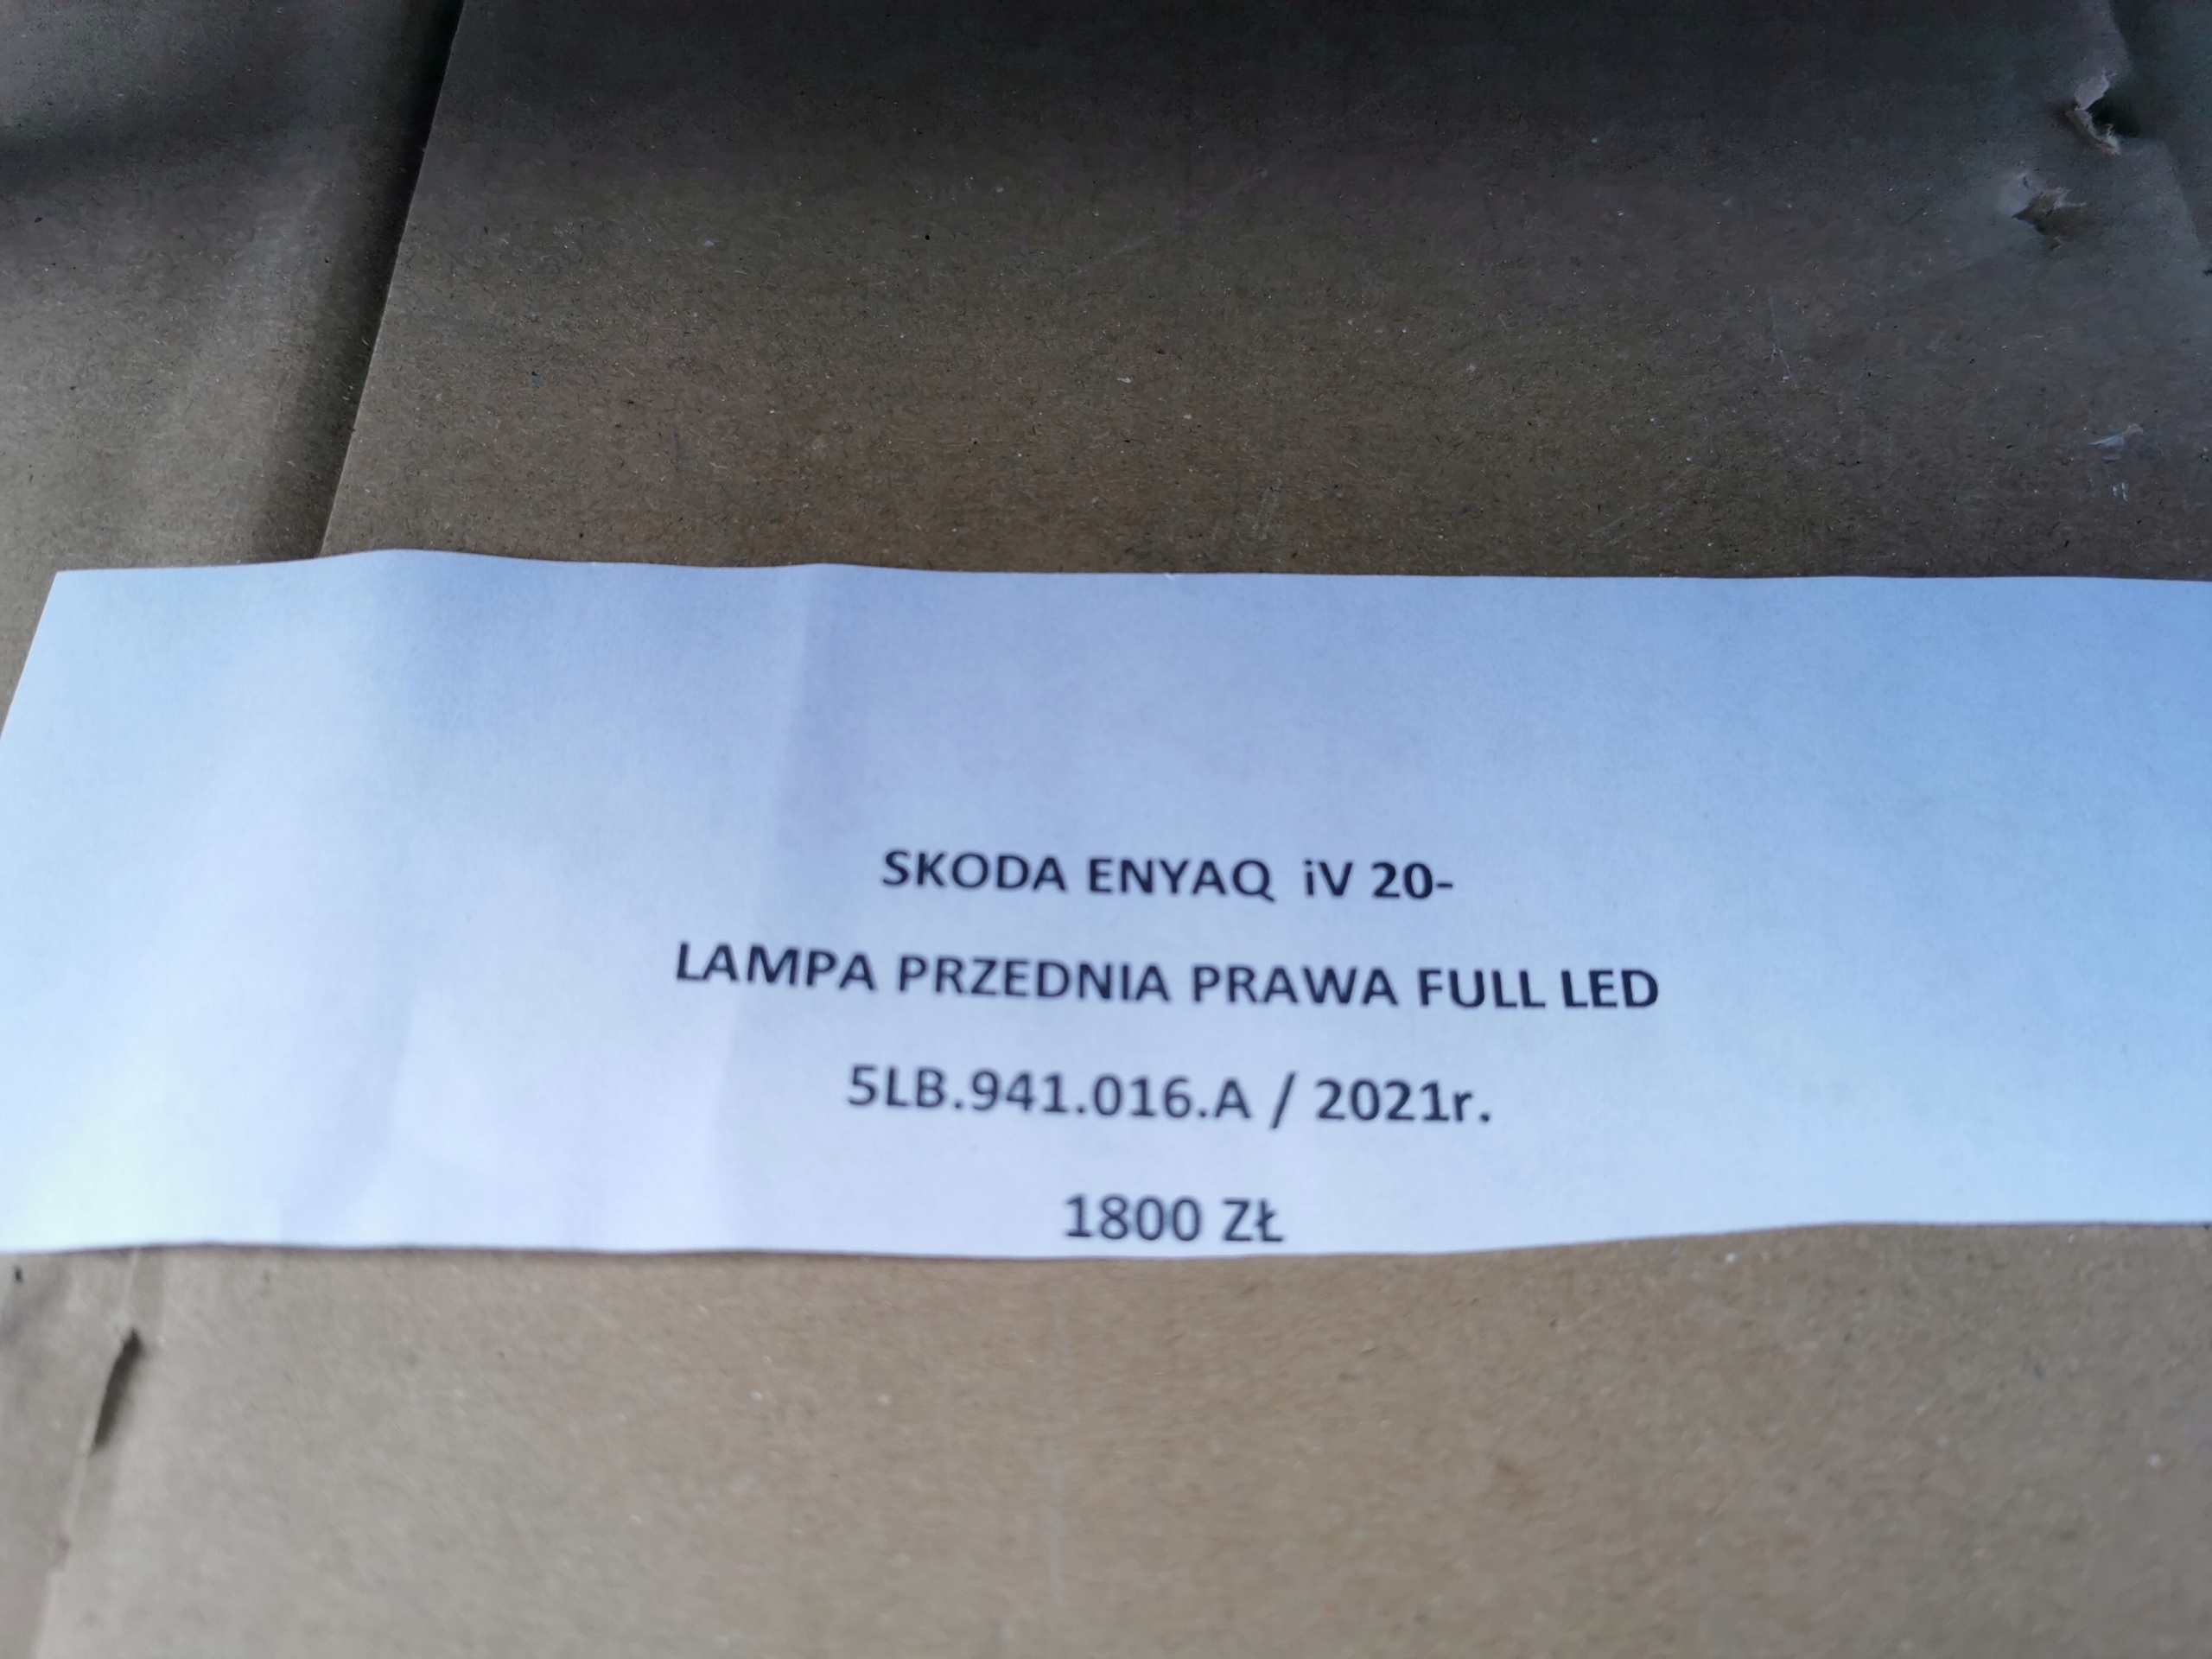 SKODA ENYAQ iV 20-
LAMPA PRZEDNIA PRAWA FULL LED
5LB.941.016.A / 2021r.
1800 ZŁ